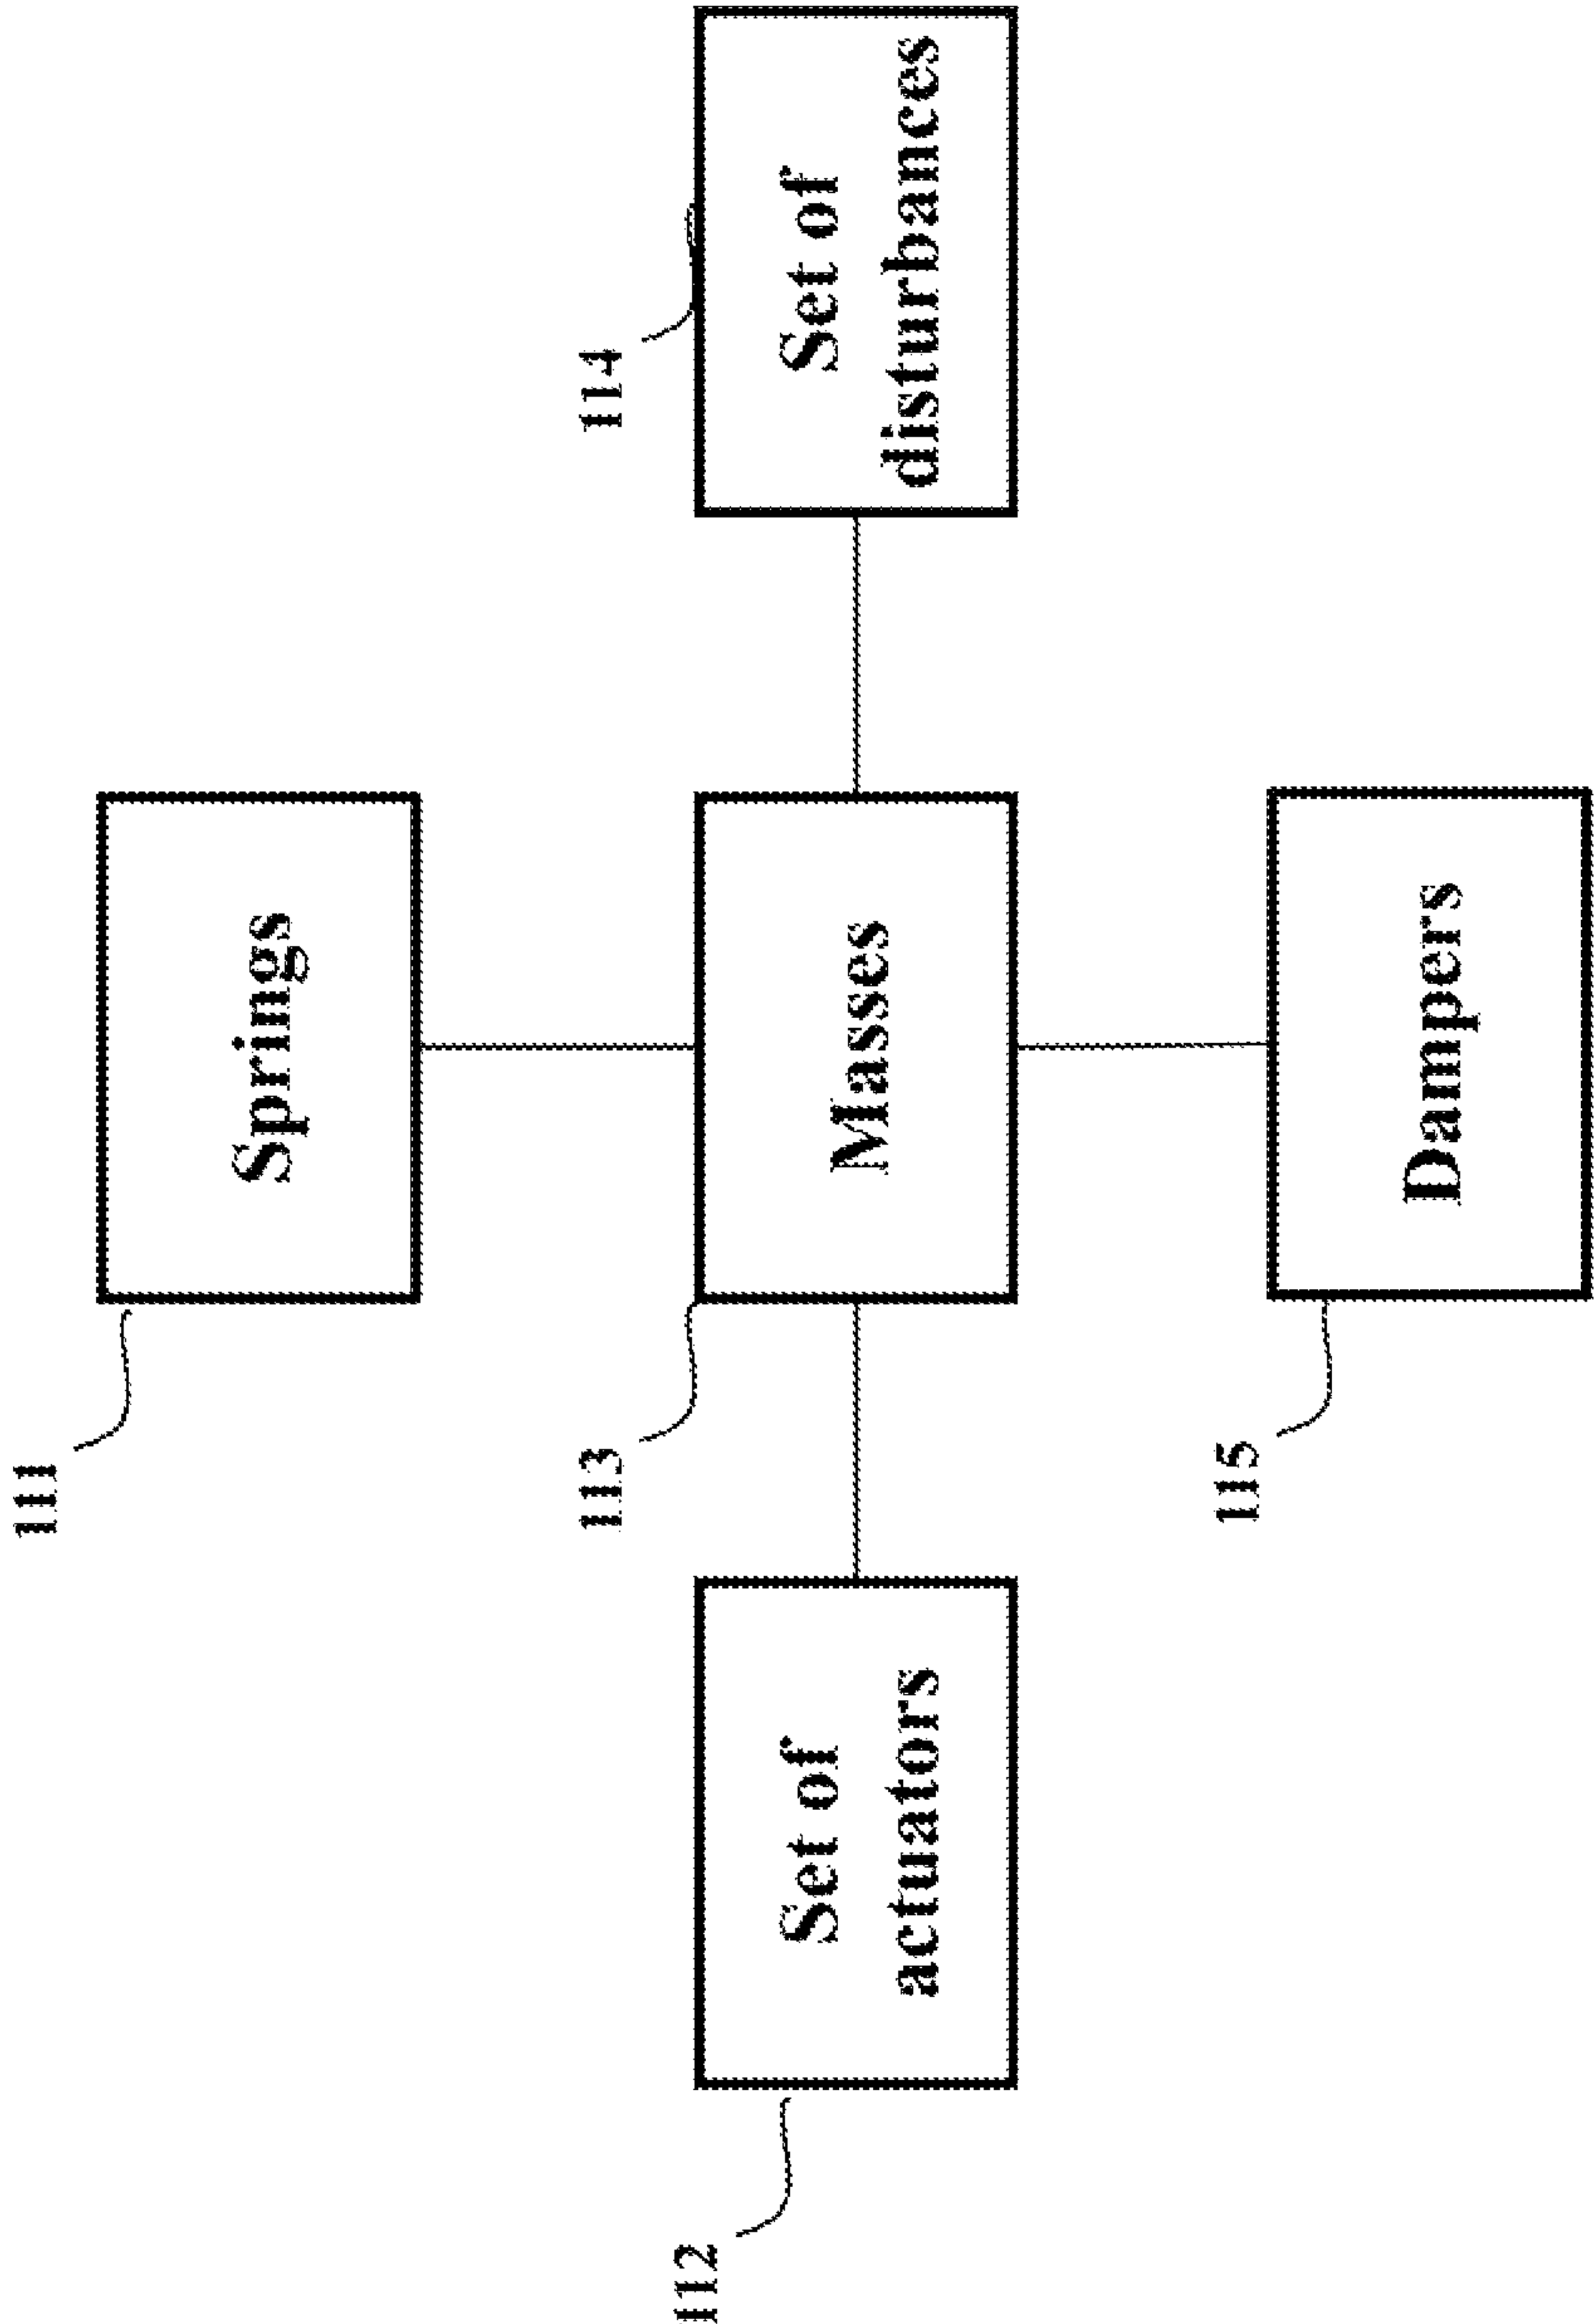 111
Springs
114
Set of
disturbances
113
Masses
112
Set of
actuators
115
Dampers